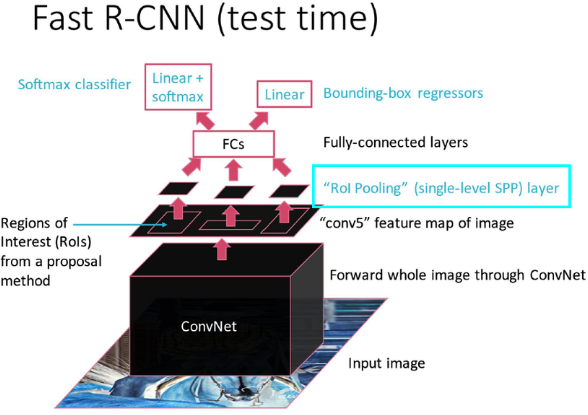 Fast R-CNN (test time)
Softmax classifier
Linear +
softmax
Linear
Bounding-box regressors
FCs
Fully-connected layers
“RoI Pooling” (single-level SPP) layer
Regions of
Interest (RoIs)
from a proposal
method
“conv5” feature map of image
Forward whole image through ConvNet
ConvNet
Input image